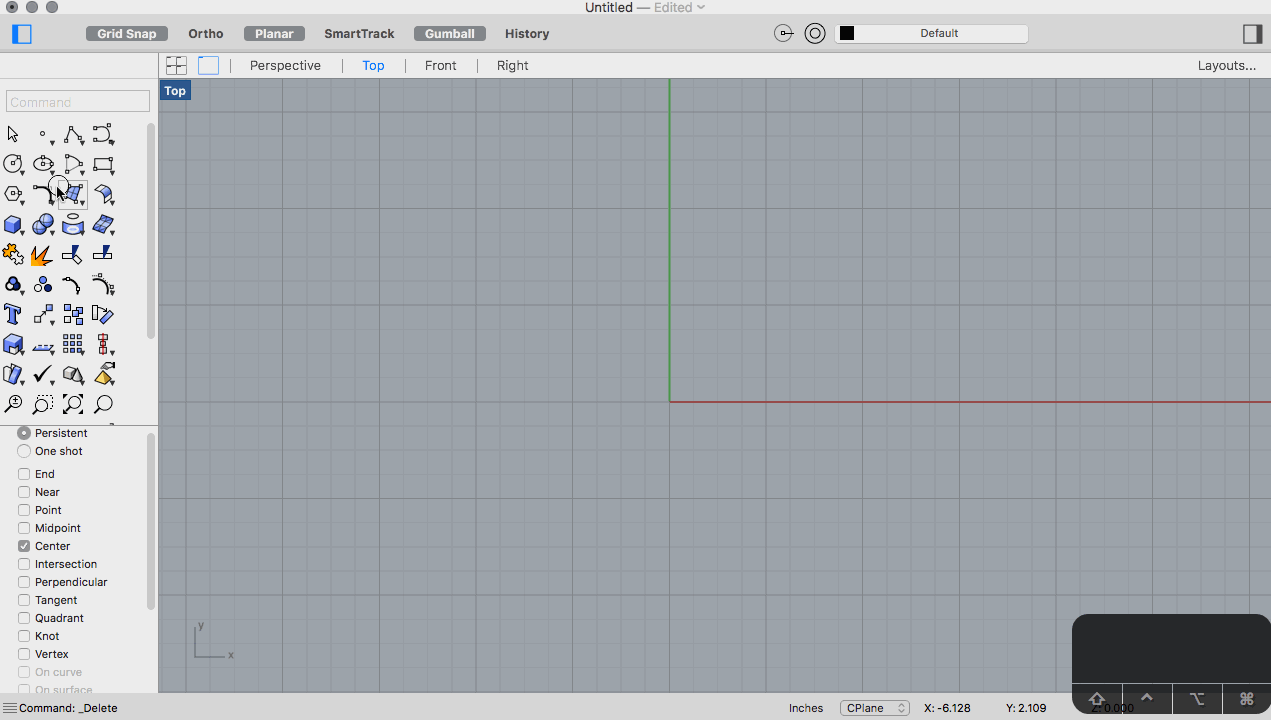 Untitled — Edited
Grid Snap
Ortho
Planar
SmartTrack
Gumball
History
Default
Perspective
Top
Front
Right
Layouts...
Top
Command
Persistent
One shot
End
Near
Point
Midpoint
Center
Intersection
Perpendicular
Tangent
Quadrant
Knot
Vertex
On curve
On surface
y
x
Command: _Delete
Inches
CPlane
X: -6.128
Y: 2.109
Z: 0.000